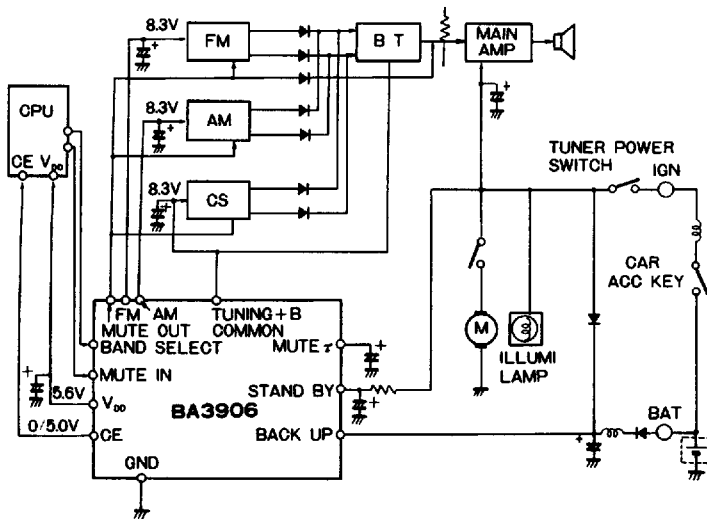 8.3V
+
FM
B T
MAIN
AMP
+
8.3V
+
AM
CPU
CE V_DD
8.3V
+
CS
TUNER POWER
SWITCH
IGN
CAR
ACC KEY
M
ILLUMI
LAMP
FM AM
MUTE OUT
TUNING+B
COMMON
BAND SELECT
MUTE τ
+
MUTE IN
+
5.6V
V_DD
STAND BY
+
BA3906
0/5.0V
CE
BACK UP
BAT
+
GND